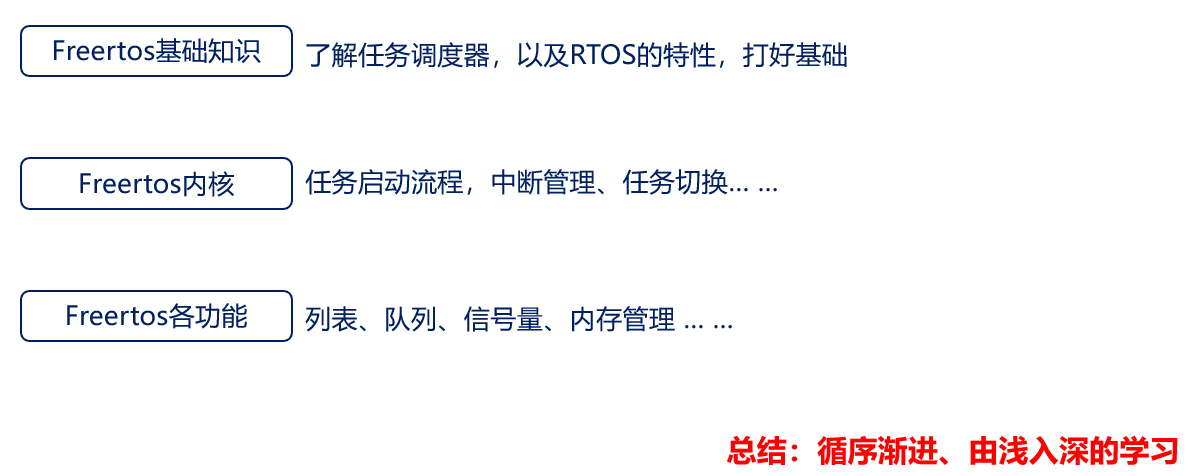 Freertos基础知识 了解任务调度器，以及RTOS的特性，打好基础
Freertos内核 任务启动流程，中断管理、任务切换... ...
Freertos各功能 列表、队列、信号量、内存管理 ... ...
总结：循序渐进、由浅入深的学习